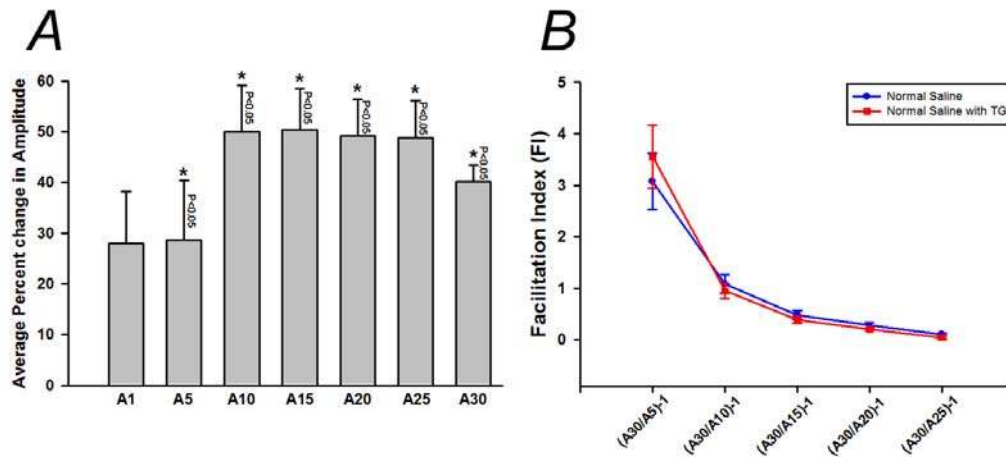 A
Average Percent change in Amplitude
60
50
40
30
20
10
0
*
P<0.05
*
P<0.05
*
P<0.05
*
P<0.05
*
P<0.05
*
P<0.05
A1 A5 A10 A15 A20 A25 A30
B
Facilitation Index (FI)
5
4
3
2
1
0
Normal Saline
Normal Saline with TG
(A30/A5)-1
(A30/A10)-1
(A30/A15)-1
(A30/A20)-1
(A30/A25)-1